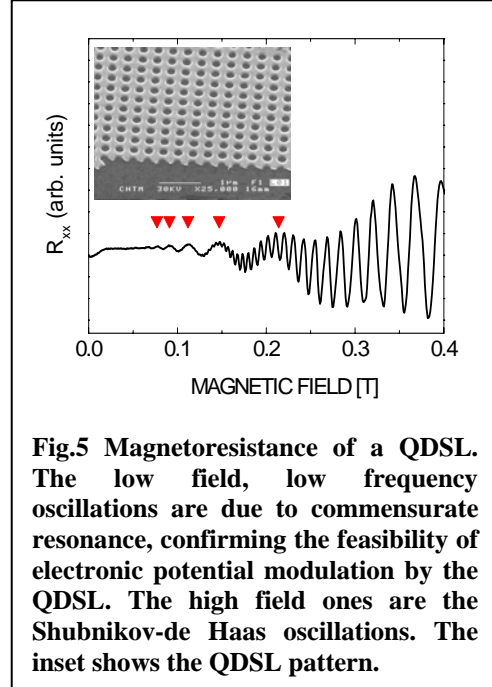 CHTM 30KV X25,000 16mm
1um F1
R xx (arb. units)
0.0 0.1 0.2 0.3 0.4
MAGNETIC FIELD [T]
Fig.5 Magnetoresistance of a QDSL.
The low field, low frequency
oscillations are due to commensurate
resonance, confirming the feasibility of
electronic potential modulation by the
QDSL. The high field ones are the
Shubnikov-de Haas oscillations. The
inset shows the QDSL pattern.